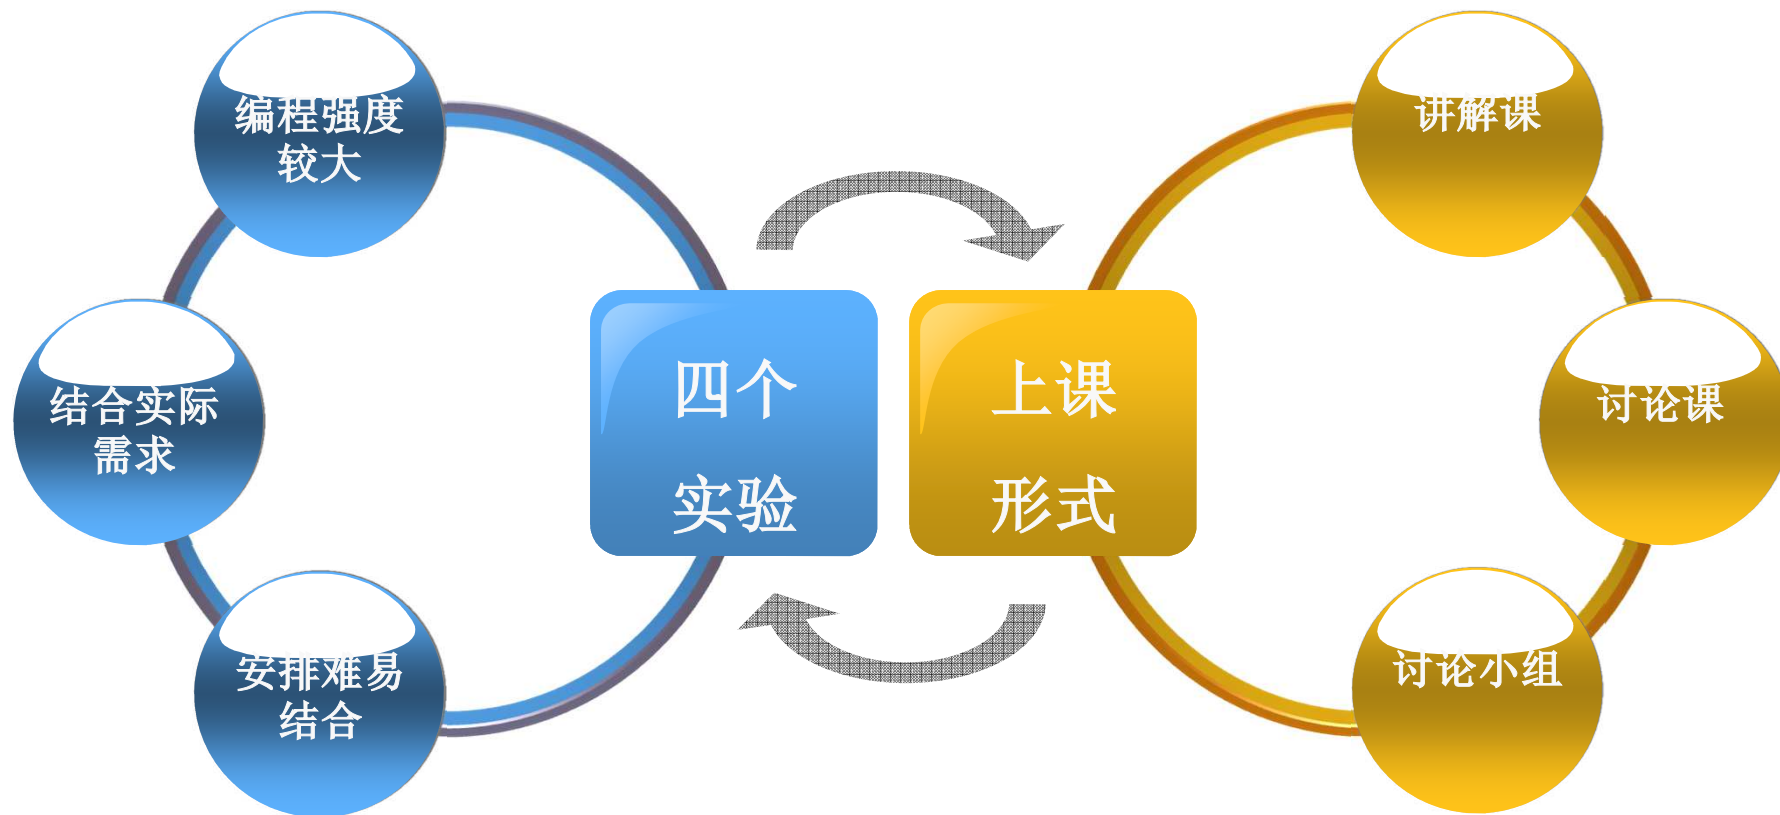 编程强度
较大
结合实际
需求
安排难易
结合
四个
实验
上课
形式
讲解课
讨论课
讨论小组